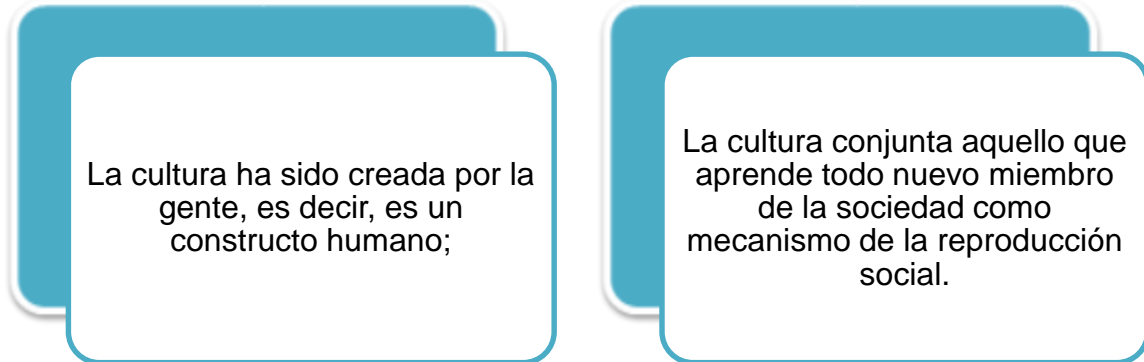 La cultura ha sido creada por la
gente, es decir, es un
constructo humano;
La cultura conjunta aquello que
aprende todo nuevo miembro
de la sociedad como
mecanismo de la reproducción
social.